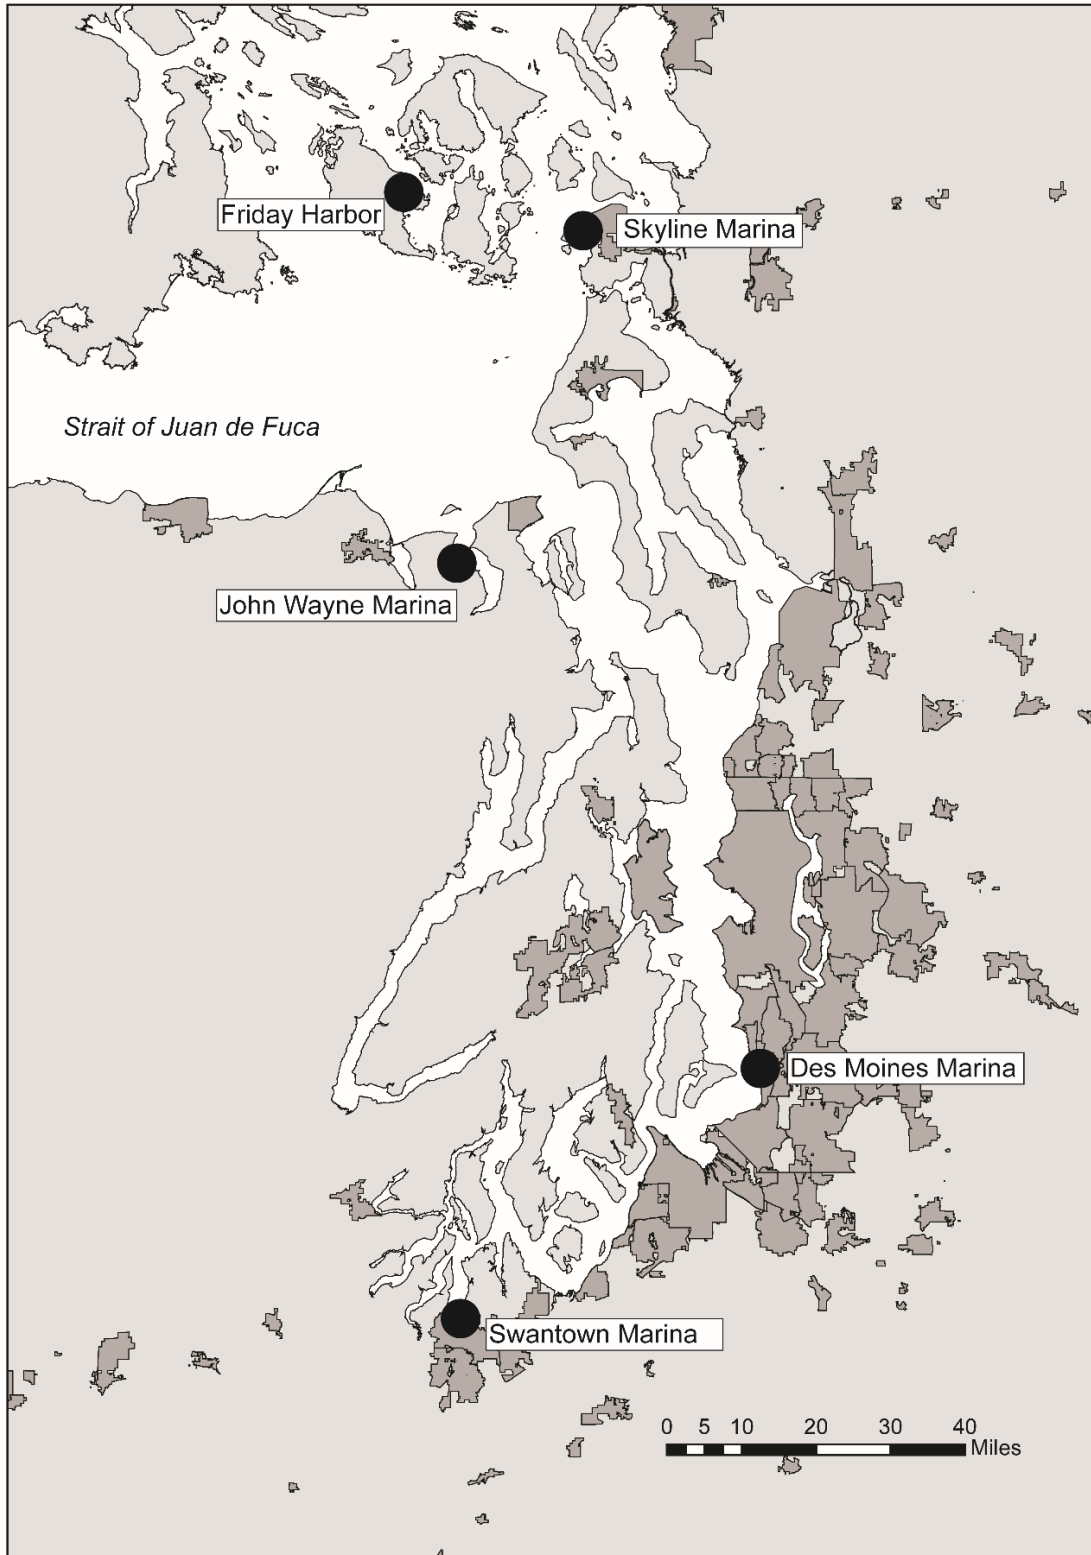 Friday Harbor
Skyline Marina
Strait of Juan de Fuca
John Wayne Marina
Des Moines Marina
Swantown Marina
0 5 10 20 30 40
Miles